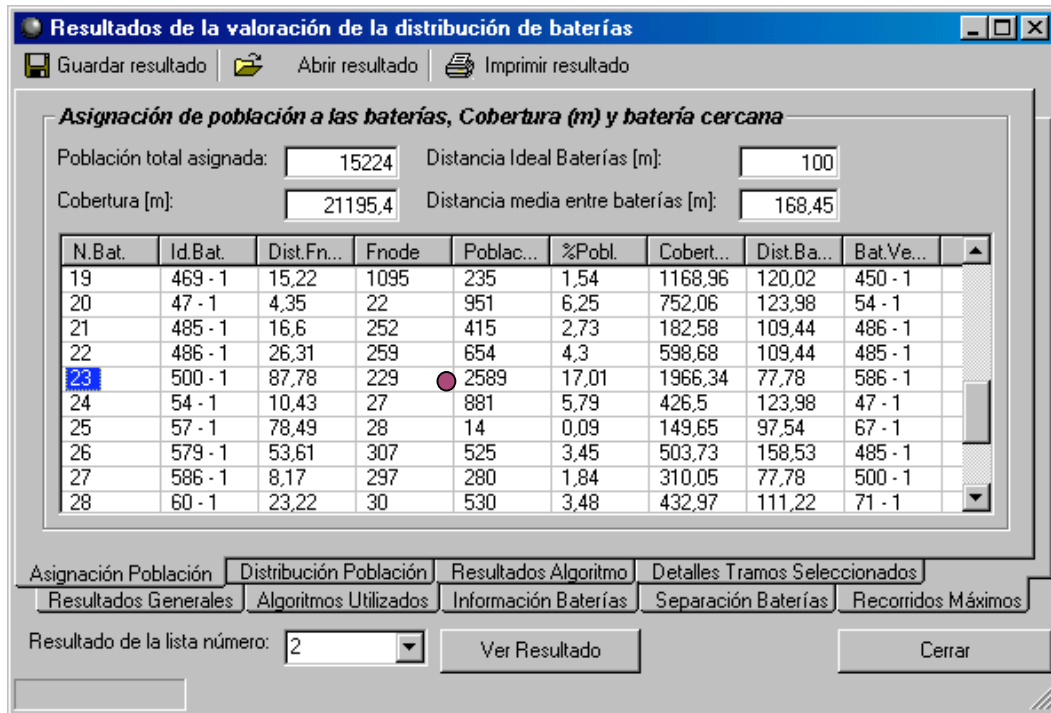 Resultados de la valoración de la distribución de baterías
Guardar resultado Abrir resultado Imprimir resultado
Asignación de población a las baterías, Cobertura (m) y batería cercana
Población total asignada: 15224 Distancia Ideal Baterías [m]: 100
Cobertura [m]: 21195,4 Distancia media entre baterías [m]: 168,45
N.Bat. Id.Bat. Dist.Fn... Fnode Poblac... %Pobl. Cobert... Dist.Ba... Bat.Ve...
19 469 - 1 15,22 1095 235 1,54 1168,96 120,02 450 - 1
20 47 - 1 4,35 22 951 6,25 752,06 123,98 54 - 1
21 485 - 1 16,6 252 415 2,73 182,58 109,44 486 - 1
22 486 - 1 26,31 259 654 4,3 598,68 109,44 485 - 1
23 500 - 1 87,78 229 2589 17,01 1966,34 77,78 586 - 1
24 54 - 1 10,43 27 881 5,79 426,5 123,98 47 - 1
25 57 - 1 78,49 28 14 0,09 149,65 97,54 67 - 1
26 579 - 1 53,61 307 525 3,45 503,73 158,53 485 - 1
27 586 - 1 8,17 297 280 1,84 310,05 77,78 500 - 1
28 60 - 1 23,22 30 530 3,48 432,97 111,22 71 - 1
Asignación Población Distribución Población Resultados Algoritmo Detalles Tramos Seleccionados
Resultados Generales Algoritmos Utilizados Información Baterías Separación Baterías Recorridos Máximos
Resultado de la lista número: 2 Ver Resultado Cerrar